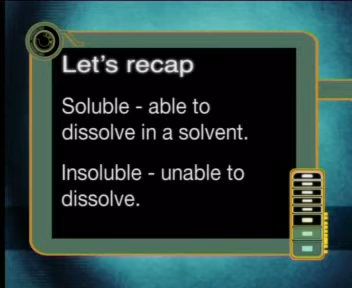 Let's recap
Soluble - able to
dissolve in a solvent.
Insoluble - unable to
dissolve.